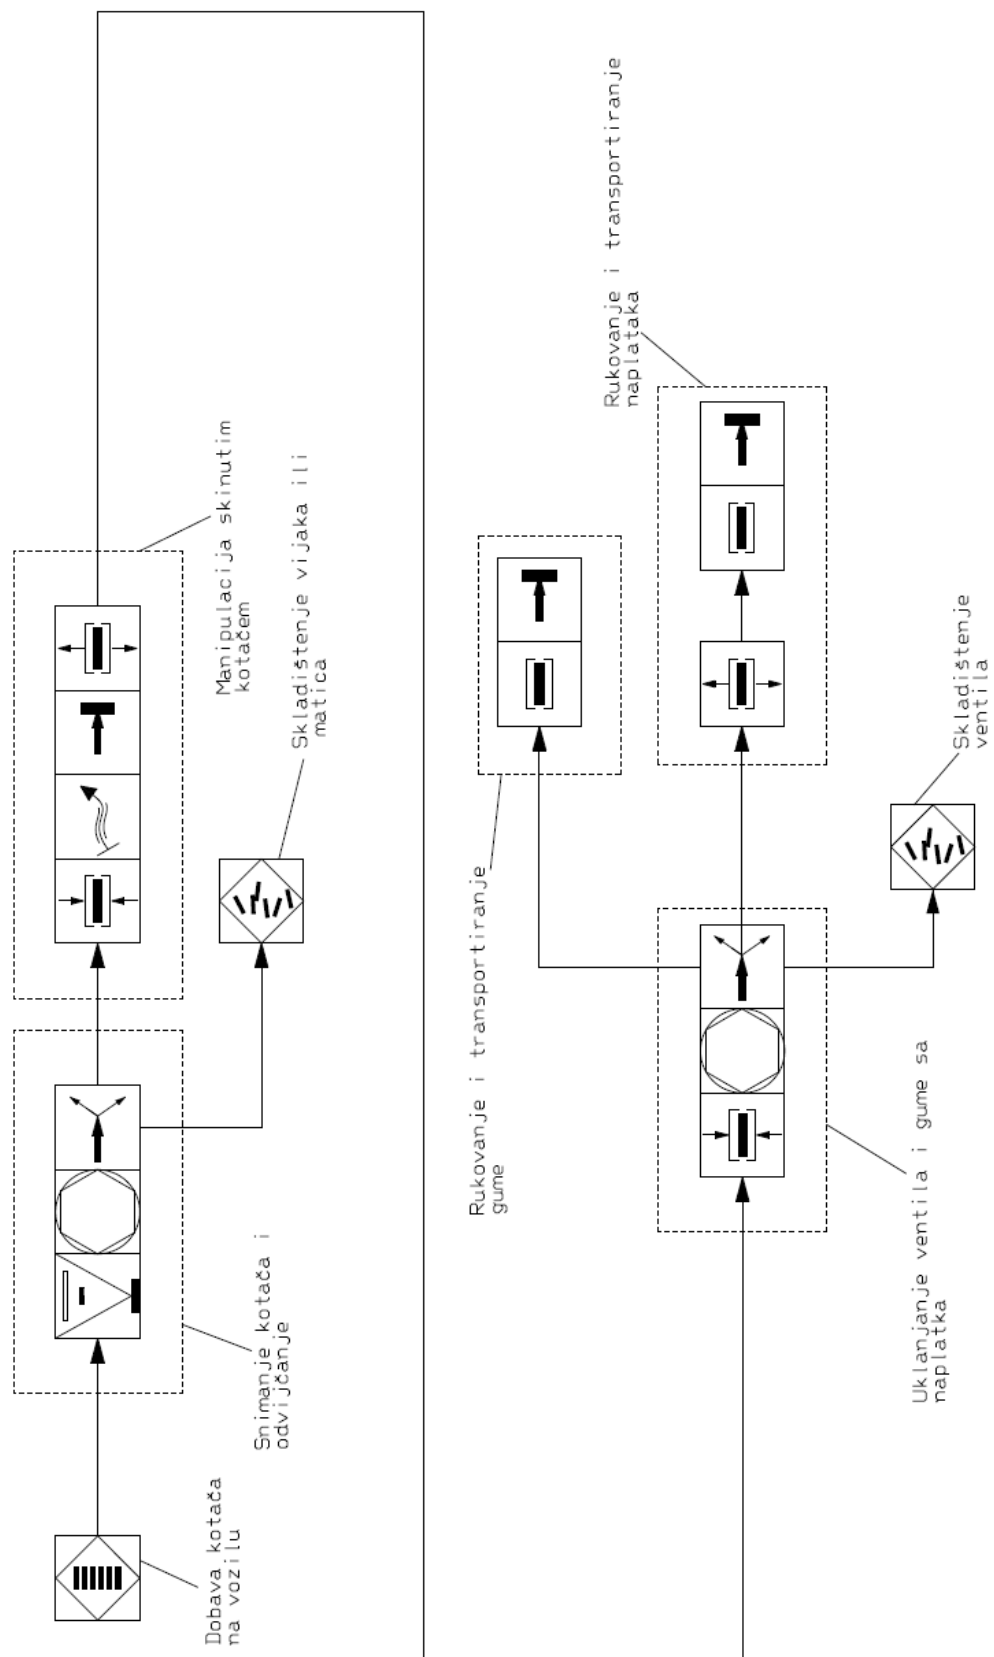 Dobava kotača
na vozilu
Snimanje kotača i
odvijčanje
Manipulacija skinutim
kotačem
Skladištenje vijaka ili
matica
Rukovanje i transportiranje
gume
Rukovanje i transportiranje
naplataka
Uklanjanje ventila i gume sa
naplatka
Skladištenje
ventila